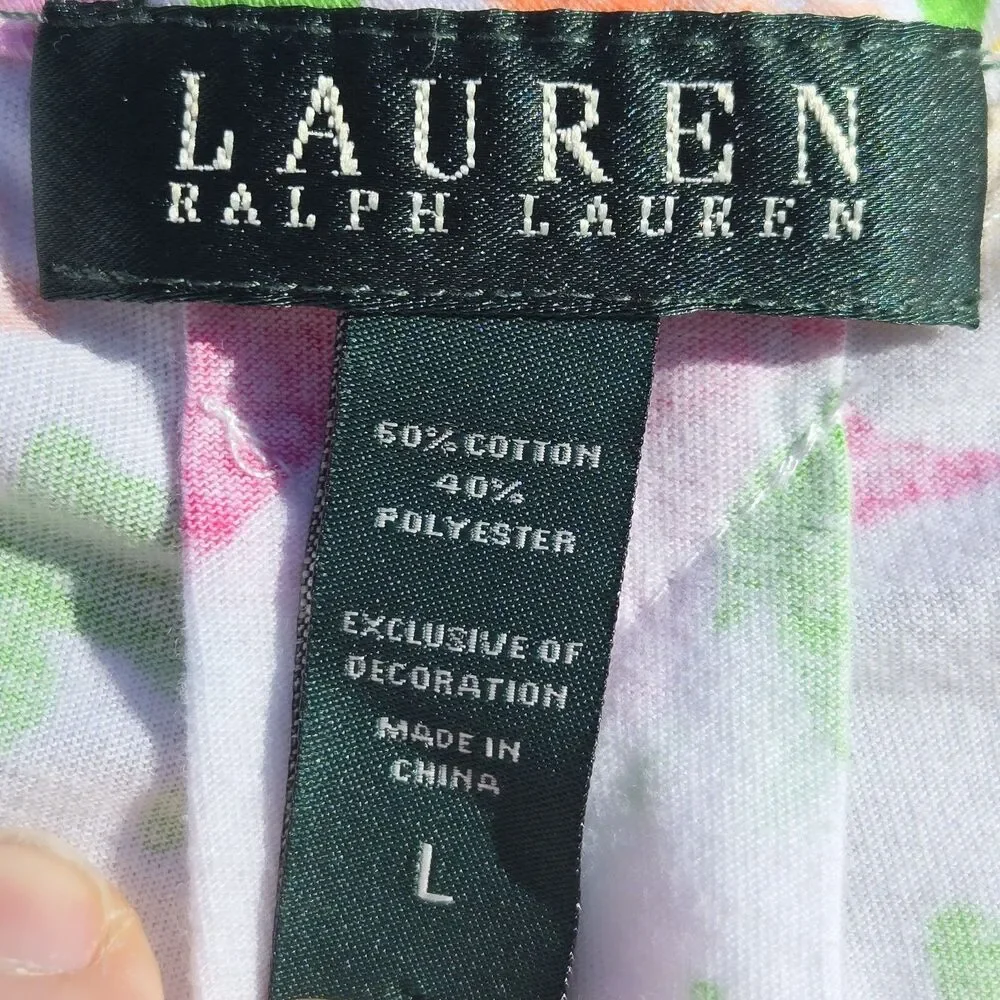 LAUREN
RALPH LAUREN
60% COTTON
40%
POLYESTER
EXCLUSIVE OF
DECORATION
MADE IN
CHINA
L